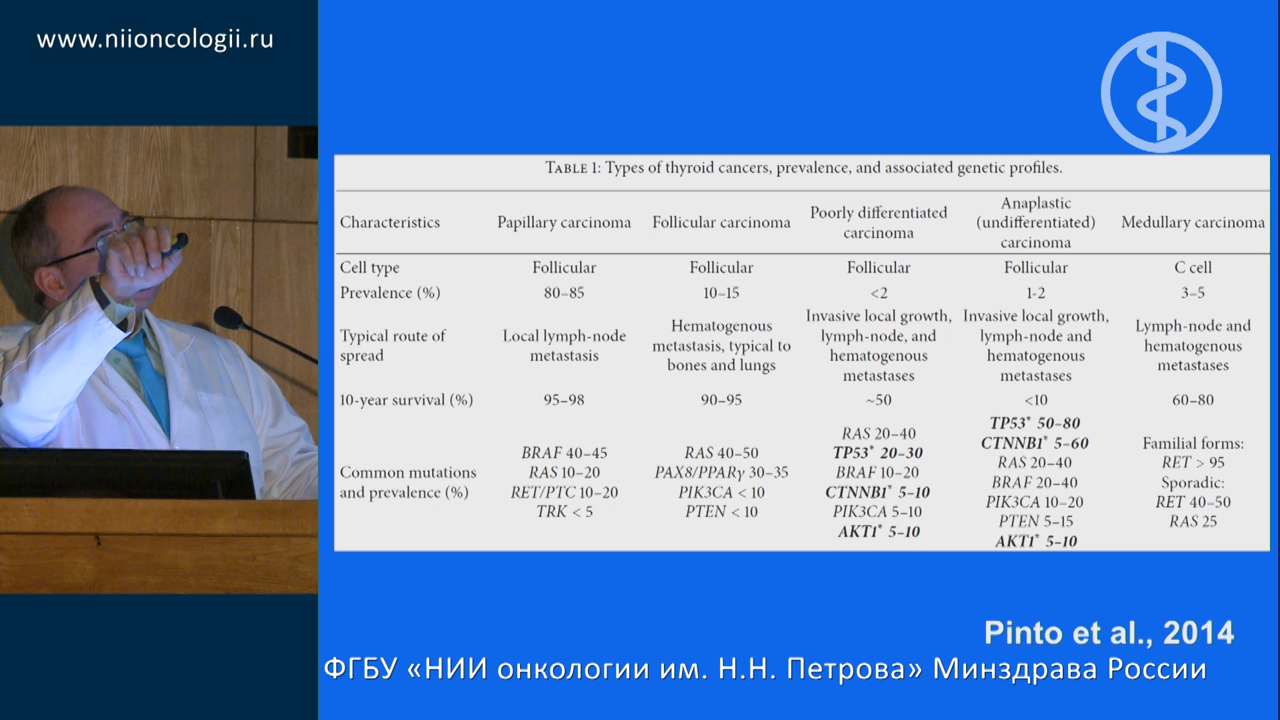 www.niioncologii.ru
TABLE 1: Types of thyroid cancers, prevalence, and associated genetic profiles.
Characteristics Papillary carcinoma Follicular carcinoma Poorly differentiated carcinoma Anaplastic (undifferentiated) carcinoma Medullary carcinoma
Cell type Follicular Follicular Follicular Follicular C cell
Prevalence (%) 80–85 10–15 <2 1-2 3–5
Typical route of spread Local lymph-node metastasis Hematogenous metastasis, typical to bones and lungs Invasive local growth, lymph-node, and hematogenous metastases Invasive local growth, lymph-node and hematogenous metastases Lymph-node and hematogenous metastases
10-year survival (%) 95–98 90–95 ~50 <10 60–80
Common mutations and prevalence (%) BRAF 40–45 RAS 10–20 RET/PTC 10–20 TRK < 5 RAS 40–50 PAX8/PPARγ 30–35 PIK3CA < 10 PTEN < 10 RAS 20–40 TP53* 20–30 BRAF 10–20 CTNNB1* 5–10 PIK3CA 5–10 AKT1* 5–10 TP53* 50–80 CTNNB1* 5–60 RAS 20–40 BRAF 20–40 PIK3CA 10–20 PTEN 5–15 AKT1* 5–10 Familial forms: RET > 95 Sporadic: RET 40–50 RAS 25
Pinto et al., 2014
ФГБУ «НИИ онкологии им. Н.Н. Петрова» Минздрава России